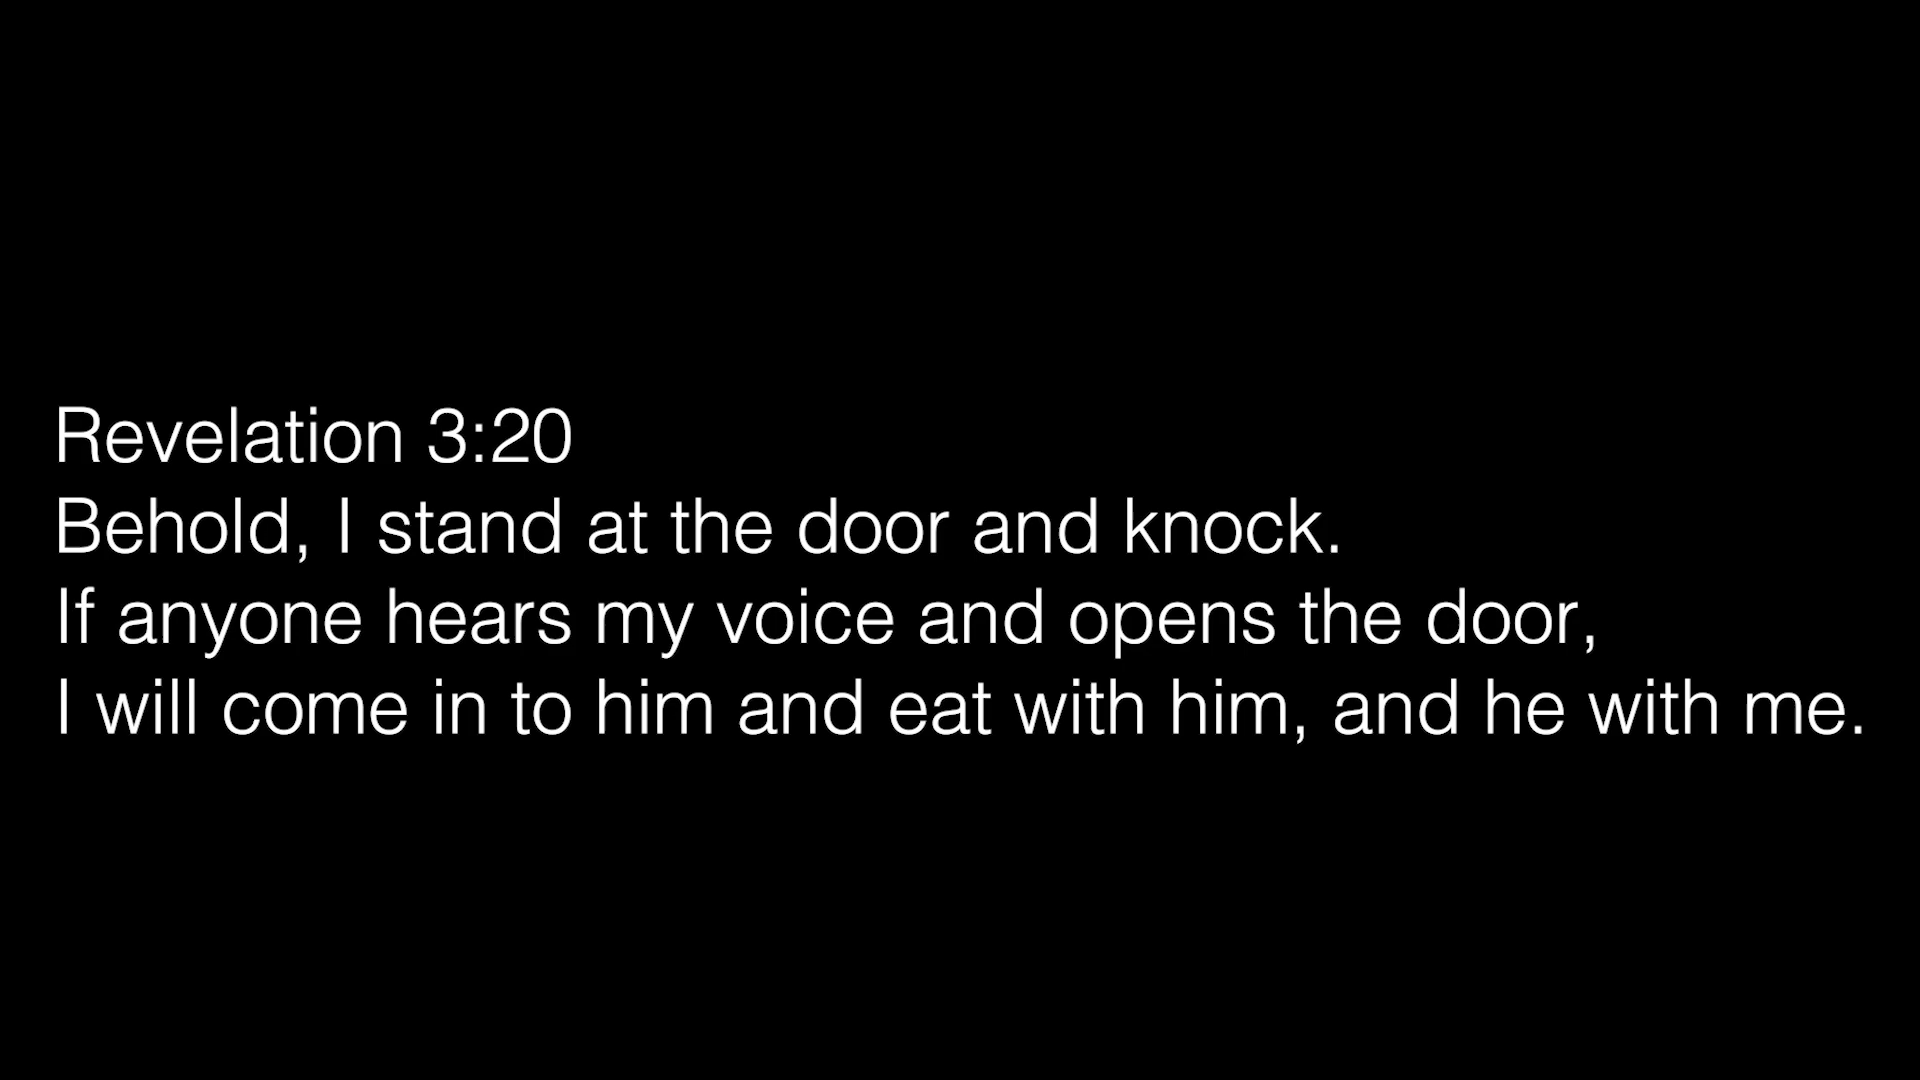 Revelation 3:20
Behold, I stand at the door and knock.
If anyone hears my voice and opens the door,
I will come in to him and eat with him, and he with me.